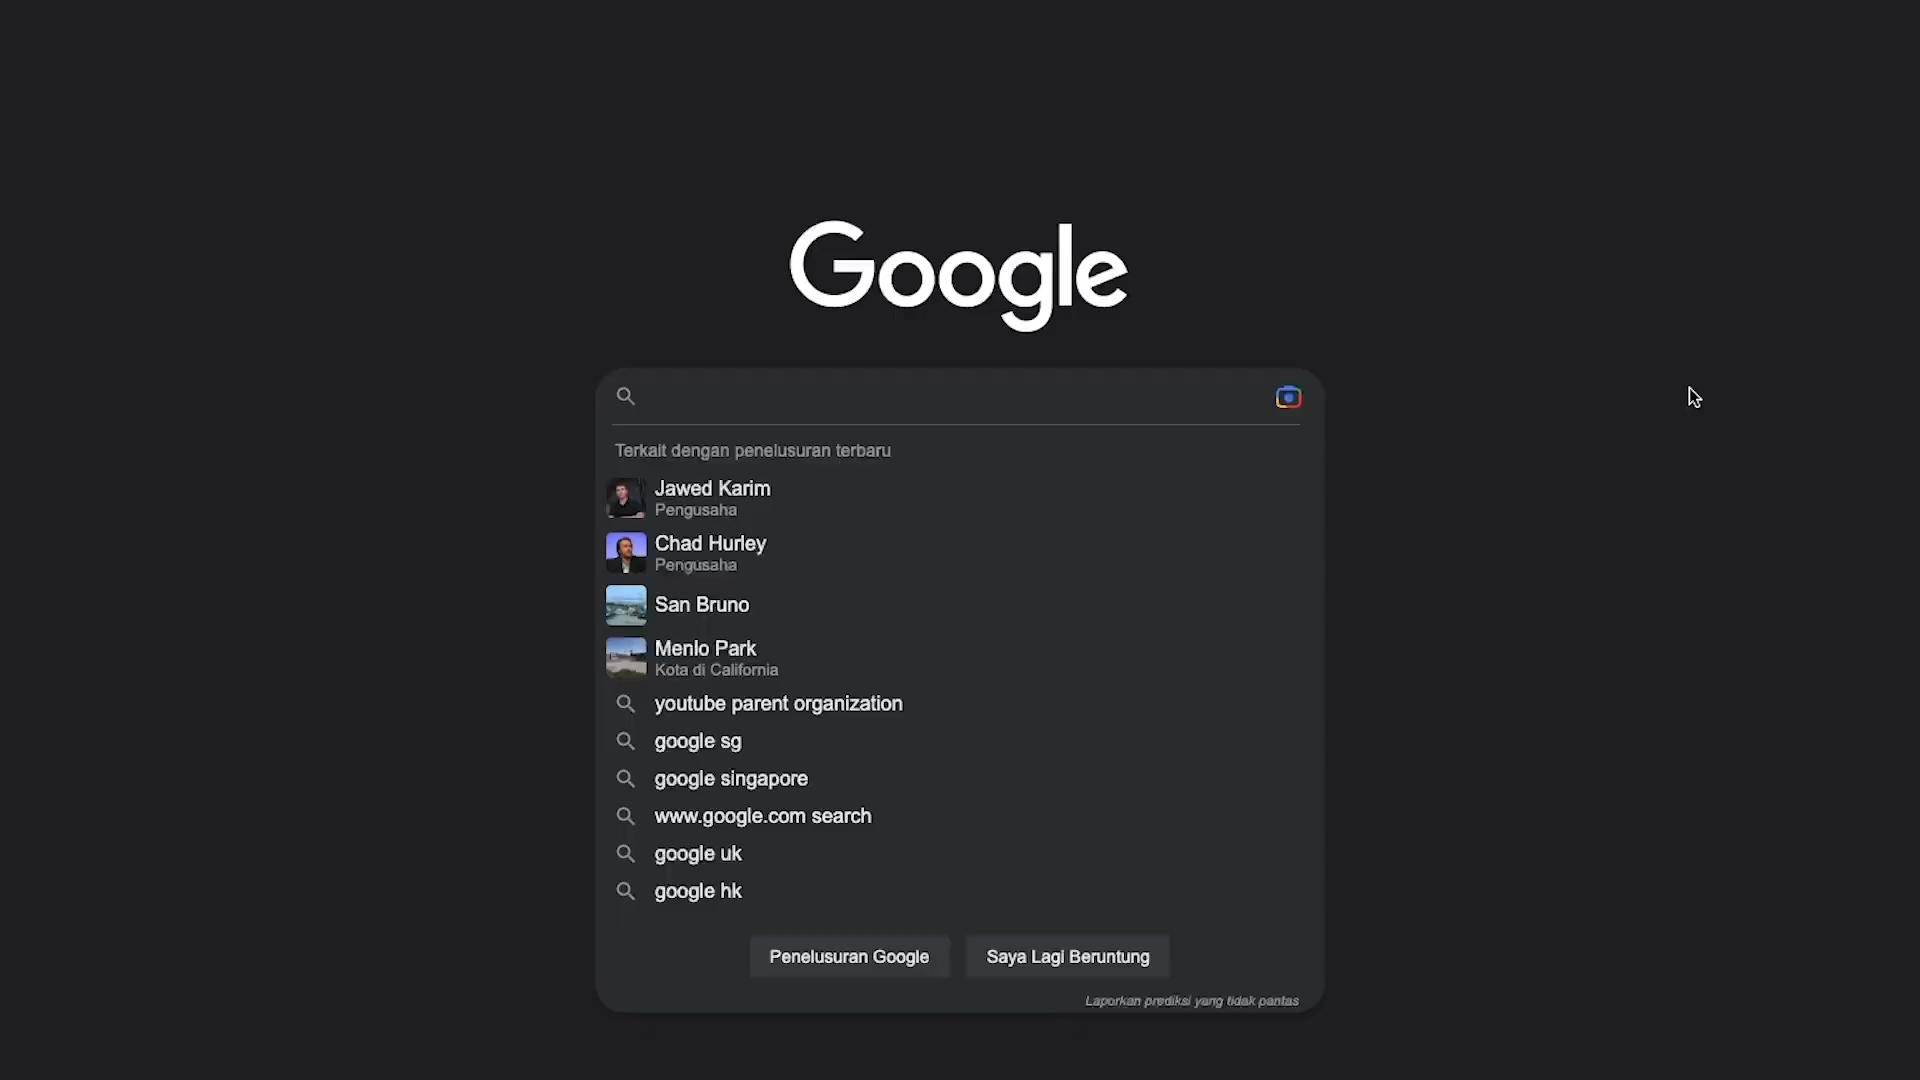 Google
Terkait dengan penelusuran terbaru
Jawed Karim
Pengusaha
Chad Hurley
Pengusaha
San Bruno
Menlo Park
Kota di California
youtube parent organization
google sg
google singapore
www.google.com search
google uk
google hk
Penelusuran Google
Saya Lagi Beruntung
Laporkan prediksi yang tidak pantas